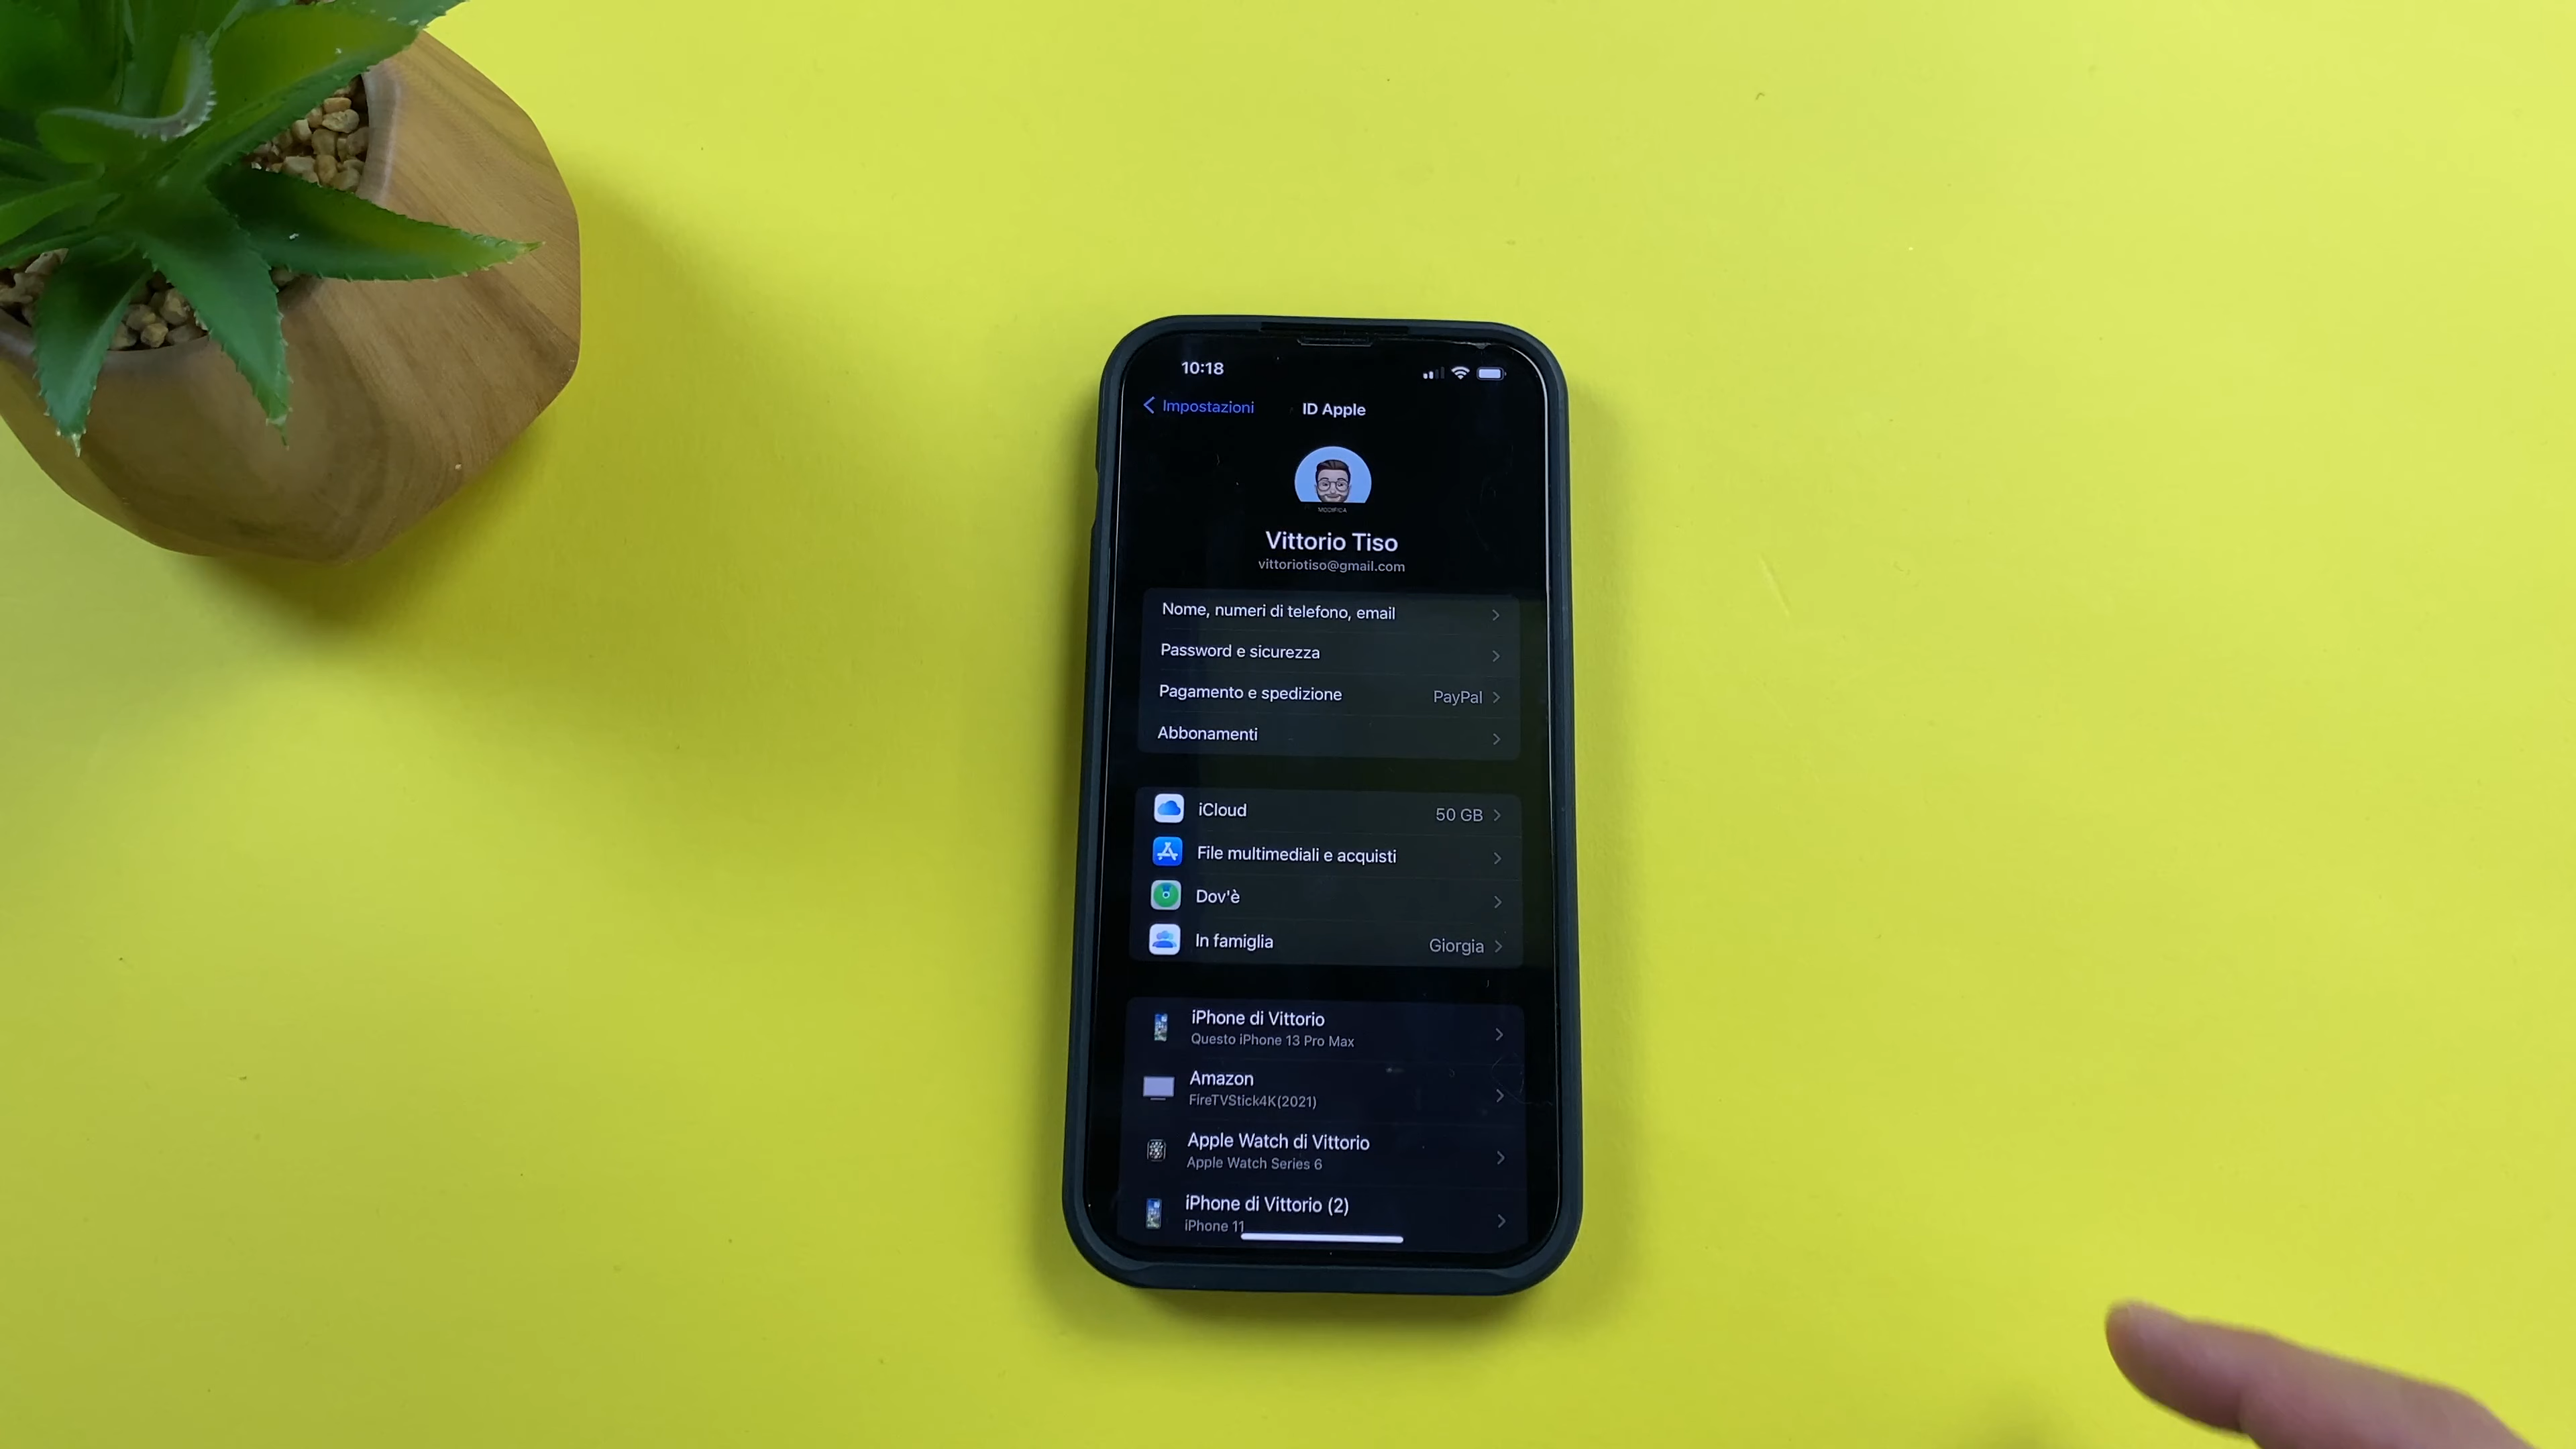 10:18
Impostazioni
ID Apple
MODIFICA
Vittorio Tiso
vittoriotiso@gmail.com
Nome, numeri di telefono, email
Password e sicurezza
Pagamento e spedizione PayPal
Abbonamenti
iCloud 50 GB
File multimediali e acquisti
Dov'è
In famiglia Giorgia
iPhone di Vittorio
Questo iPhone 13 Pro Max
Amazon
FireTVStick4K(2021)
Apple Watch di Vittorio
Apple Watch Series 6
iPhone di Vittorio (2)
iPhone 11